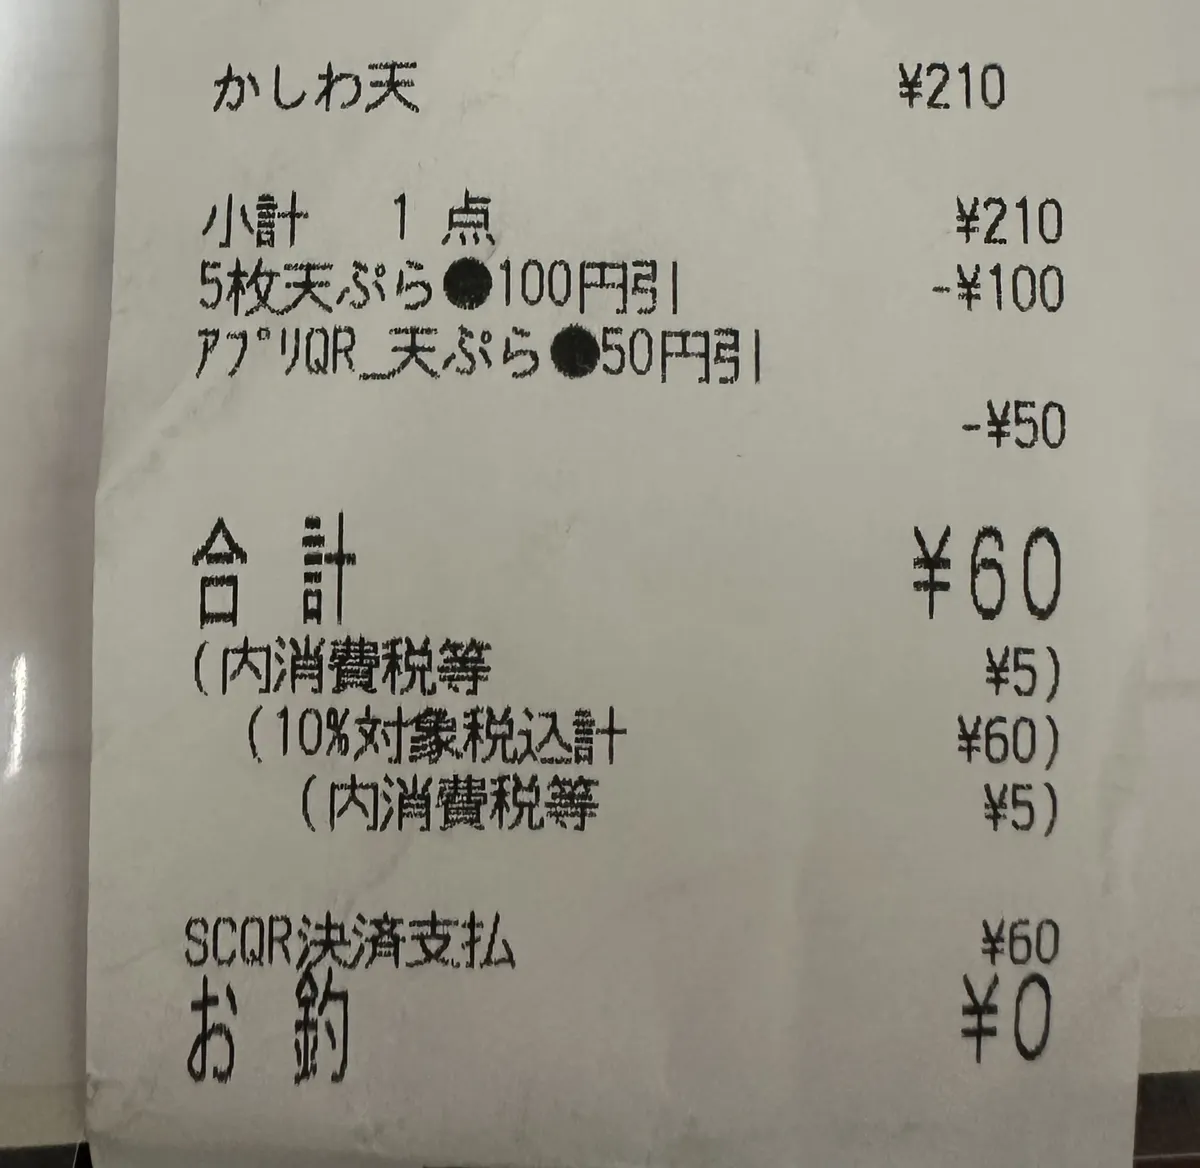 かしわ天 ¥210
小計 1 点 ¥210
5枚天ぷら●100円引 -¥100
アプリQR_天ぷら●50円引
-¥50
合計 ¥60
(内消費税等 ¥5)
(10%対象税込計 ¥60)
(内消費税等 ¥5)
SCQR決済支払 ¥60
お釣 ¥0